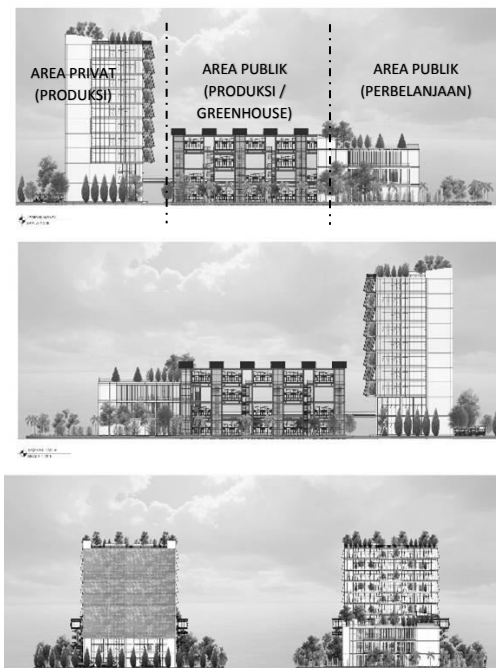 AREA PRIVAT
(PRODUKSI)
AREA PUBLIK
(PRODUKSI /
GREENHOUSE)
AREA PUBLIK
(PERBELANJAAN)